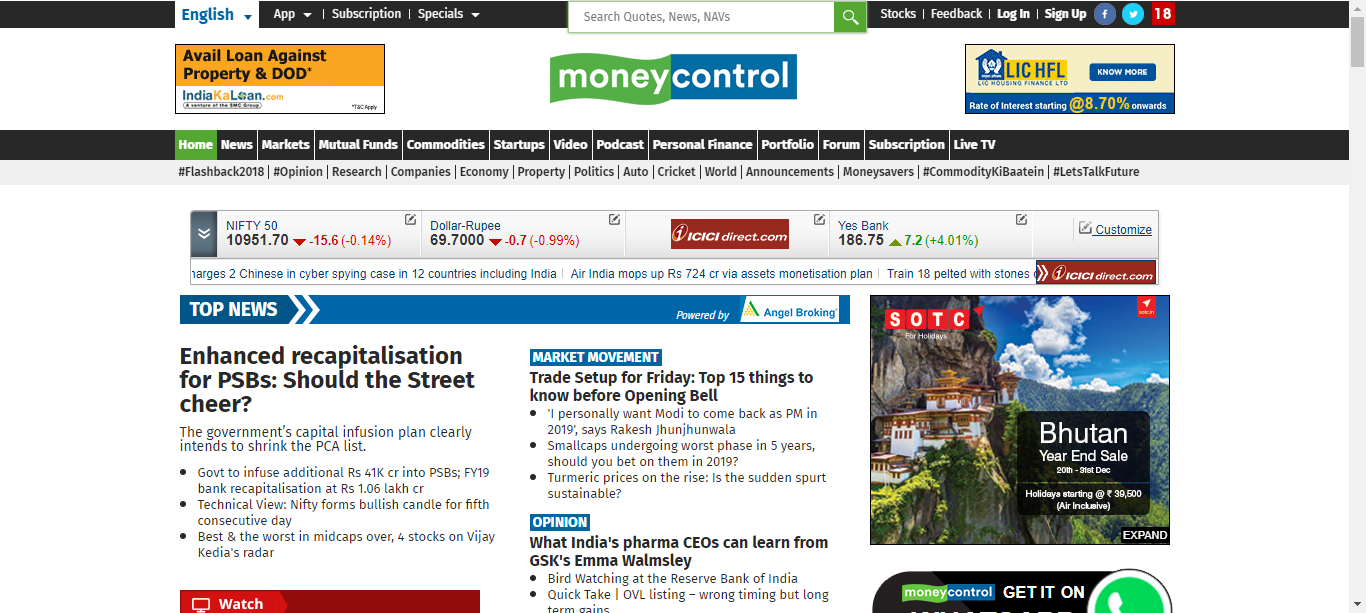 English
App | Subscription | Specials
Search Quotes, News, NAVs
Stocks | Feedback | Log In | Sign Up
f
18
Avail Loan Against
Property & DOD*
IndiaKaLoan.com
A venture of the SMC Group
*T&C Apply
moneycontrol
LIC HFL
LIC HOUSING FINANCE LTD
KNOW MORE
Rate of Interest starting @8.70% onwards
Home News Markets Mutual Funds Commodities Startups Video Podcast Personal Finance Portfolio Forum Subscription Live TV
#Flashback2018 | #Opinion | Research | Companies | Economy | Property | Politics | Auto | Cricket | World | Announcements | Moneysavers | #CommodityKiBaatein | #LetsTalkFuture
NIFTY 50
10951.70 -15.6 (-0.14%)
Dollar-Rupee
69.7000 -0.7 (-0.99%)
ICICI direct.com
Yes Bank
186.75 7.2 (+4.01%)
Customize
harges 2 Chinese in cyber spying case in 12 countries including India | Air India mops up Rs 724 cr via assets monetisation plan | Train 18 pelted with stones
ICICI direct.com
TOP NEWS
Powered by
Angel Broking
Enhanced recapitalisation
for PSBs: Should the Street
cheer?
The government's capital infusion plan clearly
intends to shrink the PCA list.
• Govt to infuse additional Rs 41K cr into PSBs; FY19
bank recapitalisation at Rs 1.06 lakh cr
• Technical View: Nifty forms bullish candle for fifth
consecutive day
• Best & the worst in midcaps over, 4 stocks on Vijay
Kedia's radar
Watch
MARKET MOVEMENT
Trade Setup for Friday: Top 15 things to
know before Opening Bell
• 'I personally want Modi to come back as PM in
2019', says Rakesh Jhunjhunwala
• Smallcaps undergoing worst phase in 5 years,
should you bet on them in 2019?
• Turmeric prices on the rise: Is the sudden spurt
sustainable?
OPINION
What India's pharma CEOs can learn from
GSK's Emma Walmsley
• Bird Watching at the Reserve Bank of India
• Quick Take | OVL listing – wrong timing but long
term gains
SOTC
For Holidays
sotc.in
Bhutan
Year End Sale
20th - 31st Dec
Holidays starting @ ₹ 39,500
(Air Inclusive)
EXPAND
moneycontrol GET IT ON
WHATSAPP